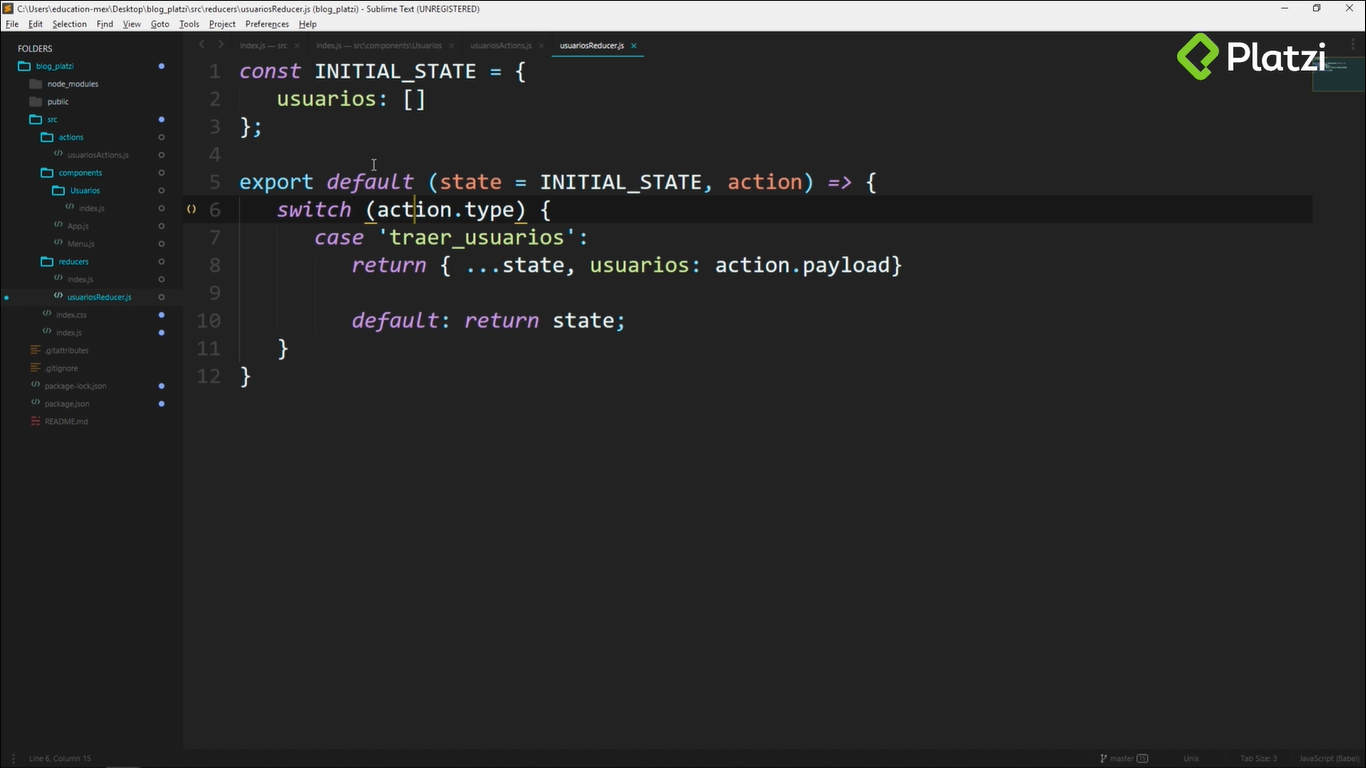 C:\Users\education-mex\Desktop\blog_platzi\src\reducers\usuariosReducer.js (blog_platzi) - Sublime Text (UNREGISTERED)
File Edit Selection Find View Goto Tools Project Preferences Help
FOLDERS
blog_platzi
node_modules
public
src
actions
usuariosActions.js
components
Usuarios
index.js
App.js
Menu.js
reducers
index.js
usuariosReducer.js
index.css
index.js
.gitattributes
.gitignore
package-lock.json
package.json
README.md
index.js — src index.js — src\components\Usuarios usuariosActions.js usuariosReducer.js
Platzi
1 const INITIAL_STATE = {
2 usuarios: []
3 };
4
5 export default (state = INITIAL_STATE, action) => {
6 switch (action.type) {
7 case 'traer_usuarios':
8 return { ...state, usuarios: action.payload}
9
10 default: return state;
11 }
12 }
Line 6, Column 15 master Unix Tab Size: 3 JavaScript (Babel)